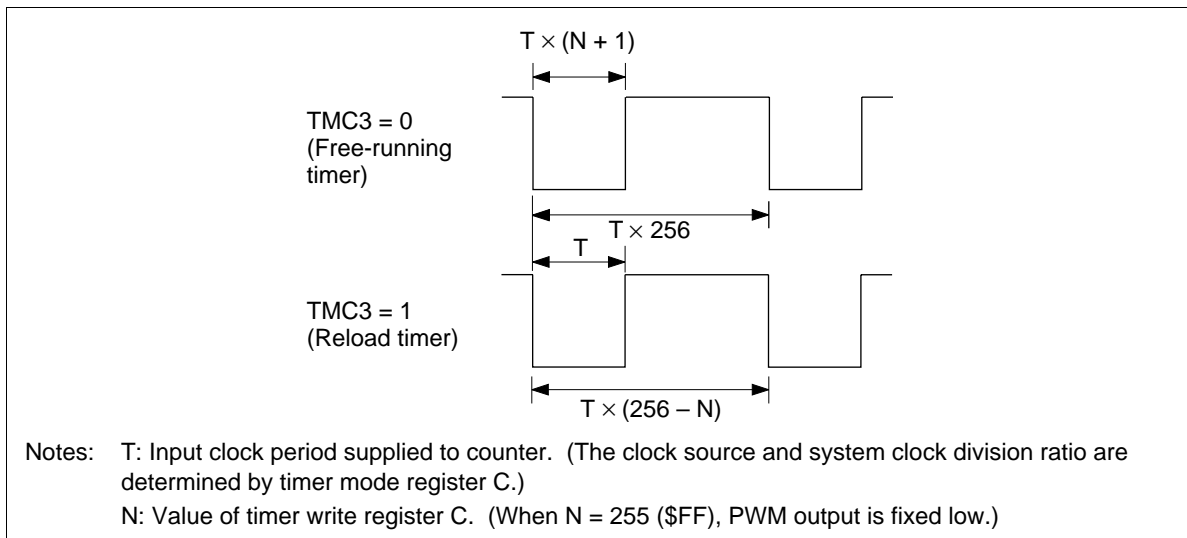 T × (N + 1)
TMC3 = 0
(Free-running
timer)
T × 256
T
TMC3 = 1
(Reload timer)
T × (256 – N)
Notes: T: Input clock period supplied to counter. (The clock source and system clock division ratio are
determined by timer mode register C.)
N: Value of timer write register C. (When N = 255 ($FF), PWM output is fixed low.)